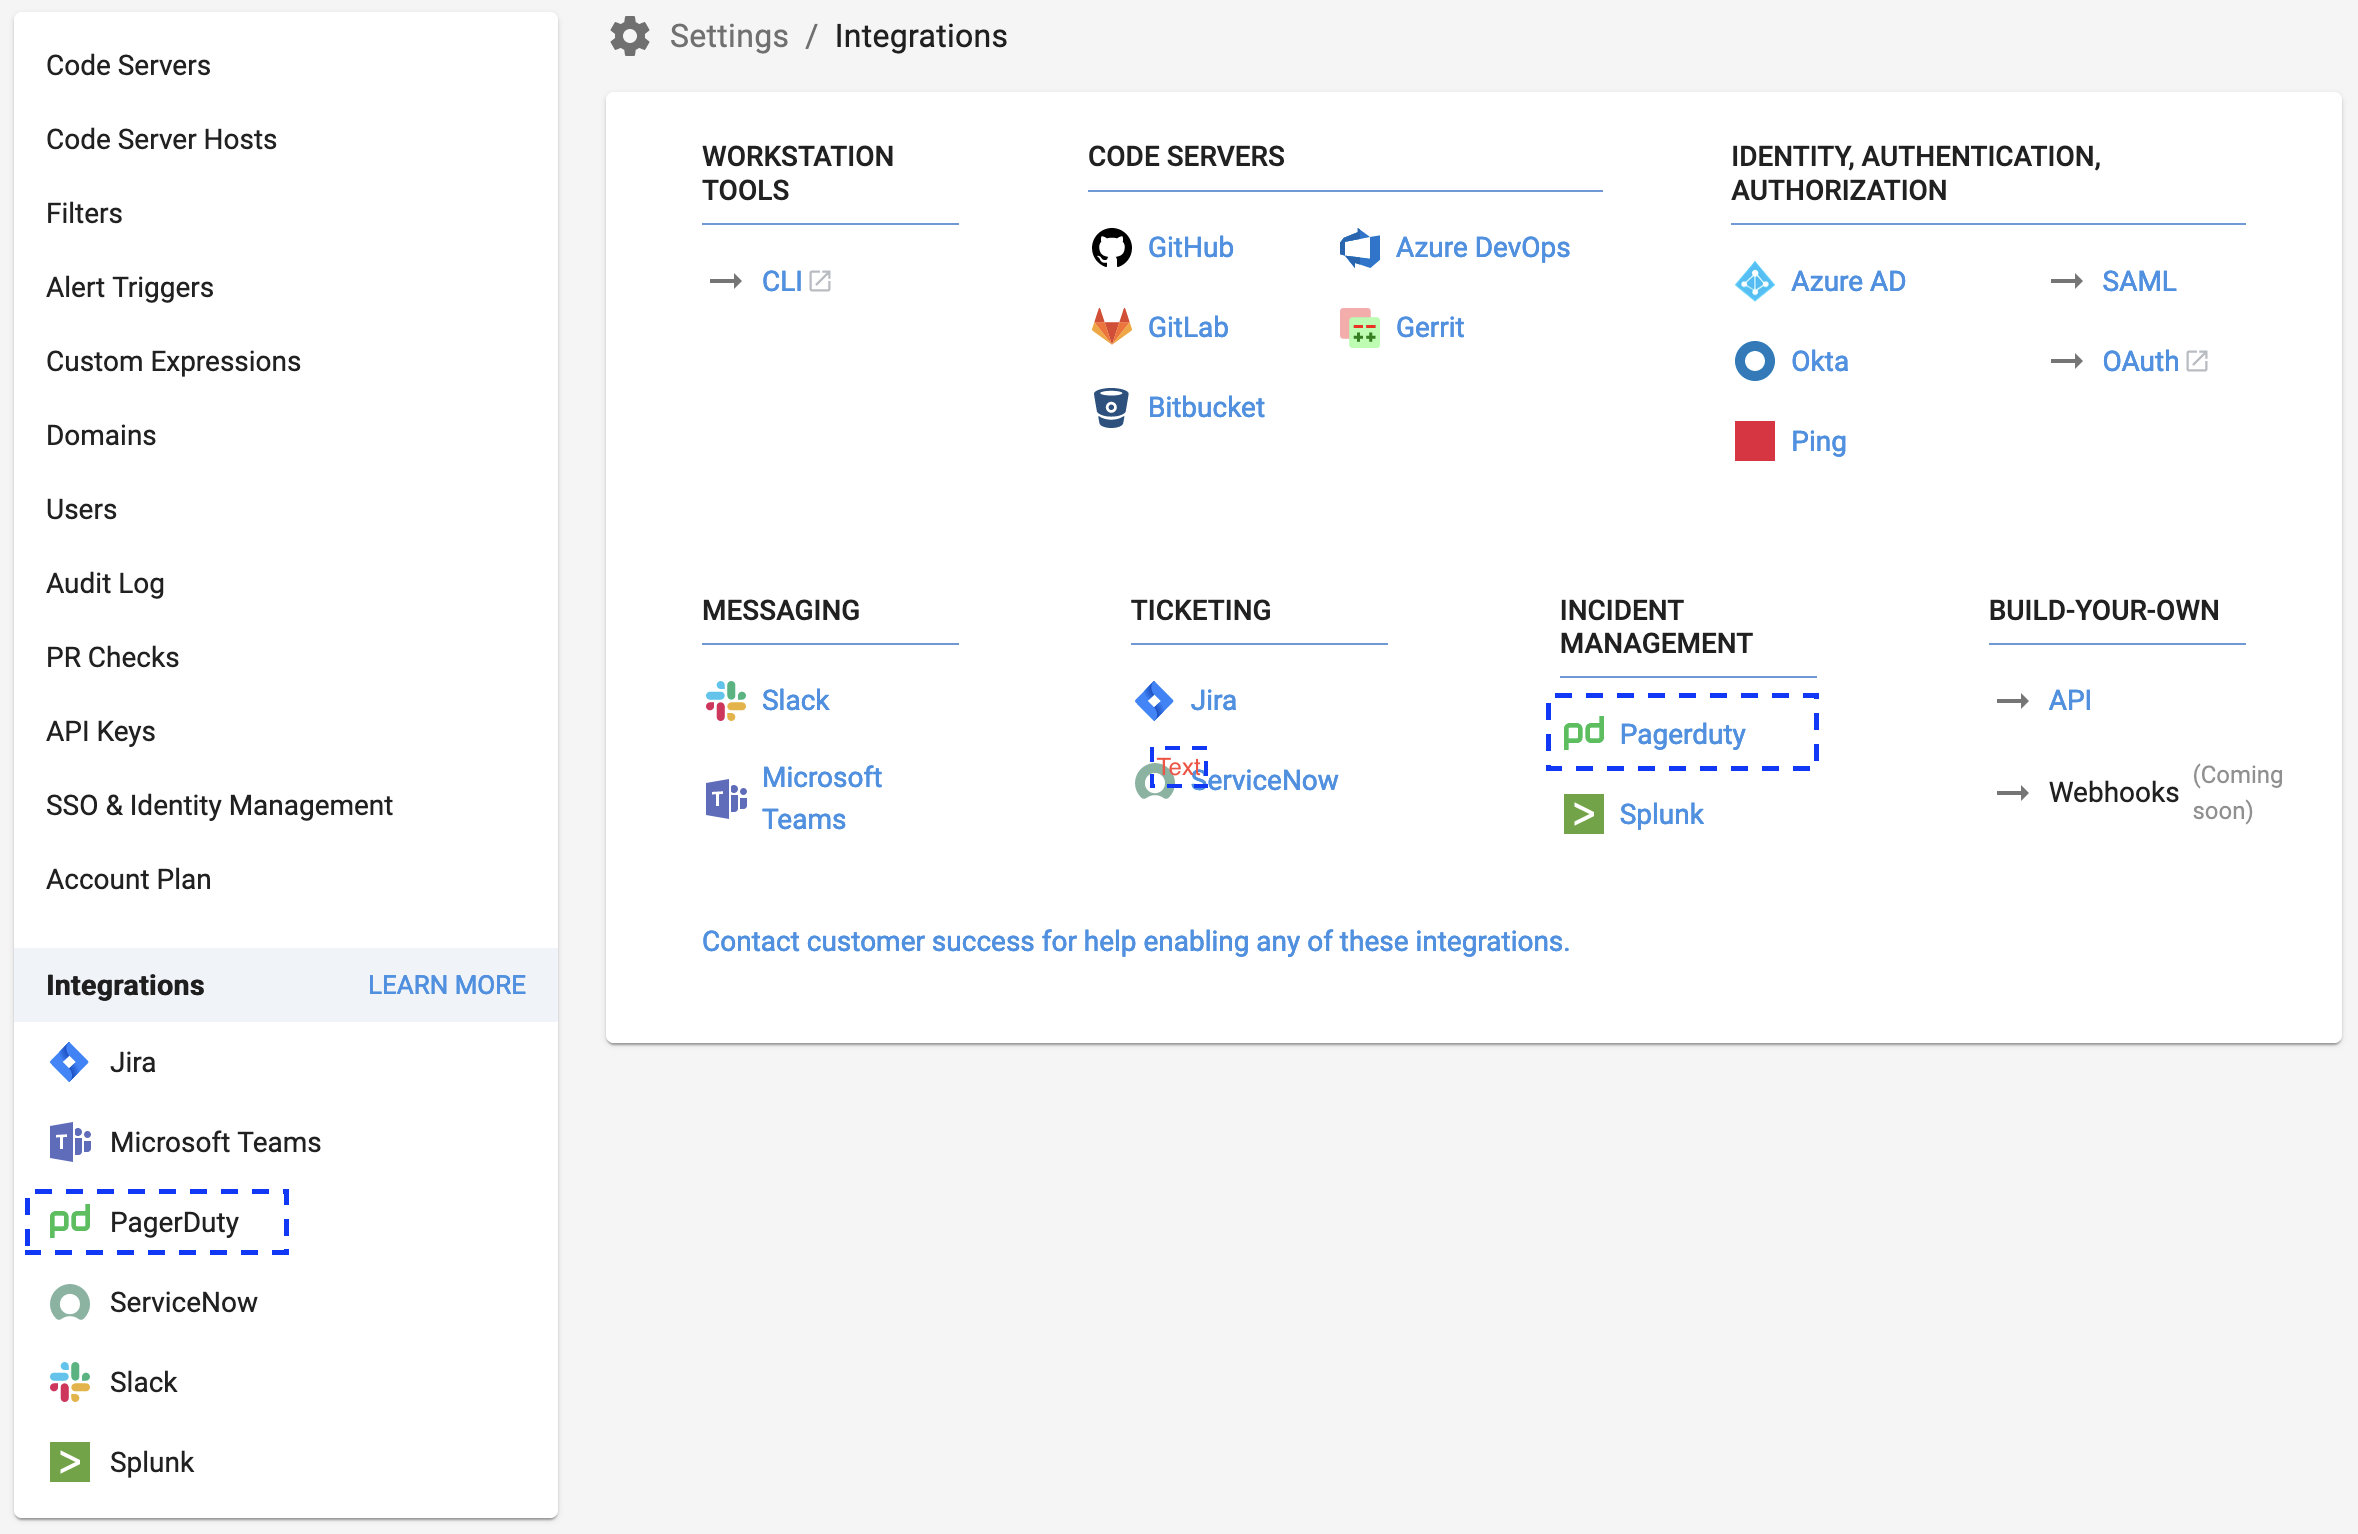 Code Servers
Code Server Hosts
Filters
Alert Triggers
Custom Expressions
Domains
Users
Audit Log
PR Checks
API Keys
SSO & Identity Management
Account Plan
Integrations LEARN MORE
Jira
T Microsoft Teams
pd PagerDuty
ServiceNow
Slack
> Splunk
Settings / Integrations
WORKSTATION
TOOLS
CLI
CODE SERVERS
GitHub
Azure DevOps
GitLab
Gerrit
Bitbucket
IDENTITY, AUTHENTICATION,
AUTHORIZATION
Azure AD
SAML
Okta
OAuth
Ping
MESSAGING
Slack
T Microsoft
Teams
TICKETING
Jira
Text
ServiceNow
INCIDENT
MANAGEMENT
pd Pagerduty
> Splunk
BUILD-YOUR-OWN
API
Webhooks (Coming
soon)
Contact customer success for help enabling any of these integrations.